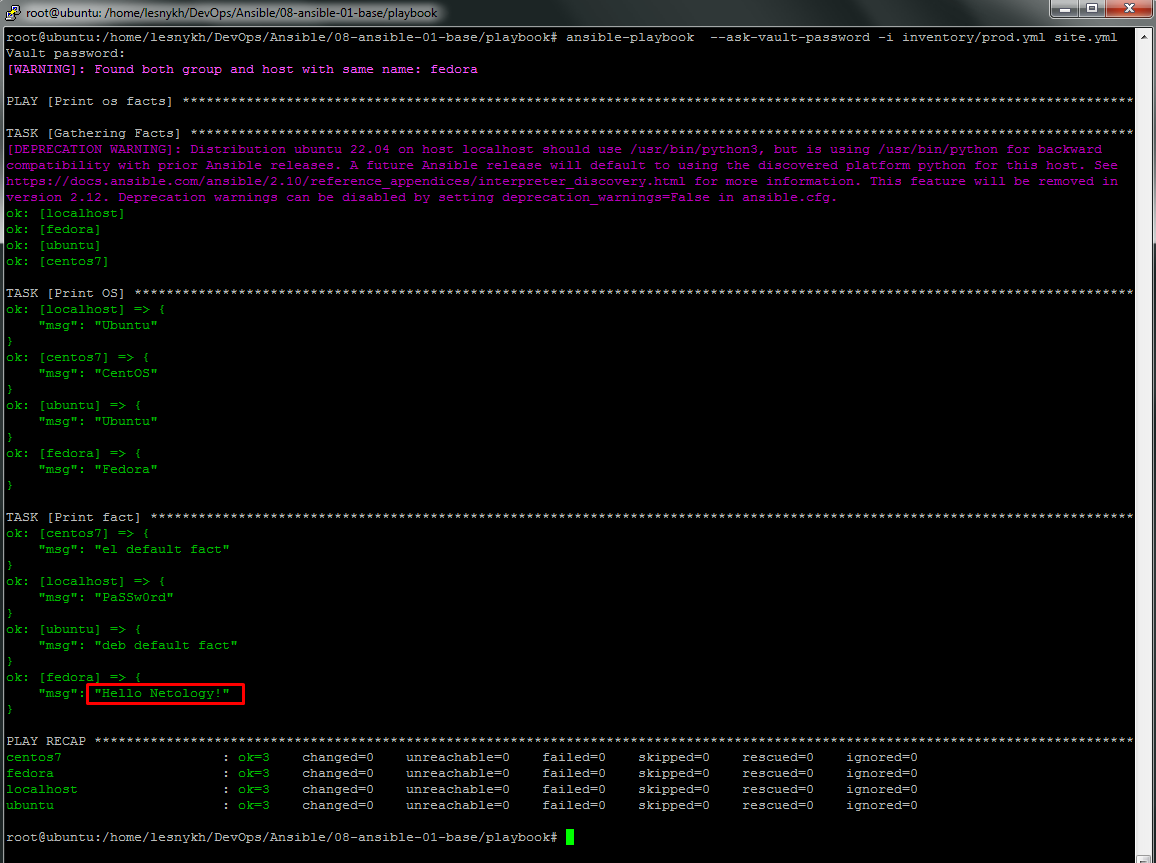 root@ubuntu: /home/lesnykh/DevOps/Ansible/08-ansible-01-base/playbook
root@ubuntu:/home/lesnykh/DevOps/Ansible/08-ansible-01-base/playbook# ansible-playbook  --ask-vault-password -i inventory/prod.yml site.yml
Vault password:
[WARNING]: Found both group and host with same name: fedora
PLAY [Print os facts] ***********************************************************************************************************************
TASK [Gathering Facts] **********************************************************************************************************************
[DEPRECATION WARNING]: Distribution ubuntu 22.04 on host localhost should use /usr/bin/python3, but is using /usr/bin/python for backward
compatibility with prior Ansible releases. A future Ansible release will default to using the discovered platform python for this host. See
https://docs.ansible.com/ansible/2.10/reference_appendices/interpreter_discovery.html for more information. This feature will be removed in
version 2.12. Deprecation warnings can be disabled by setting deprecation_warnings=False in ansible.cfg.
ok: [localhost]
ok: [fedora]
ok: [ubuntu]
ok: [centos7]
TASK [Print OS] *****************************************************************************************************************************
ok: [localhost] => {
    "msg": "Ubuntu"
}
ok: [centos7] => {
    "msg": "CentOS"
}
ok: [ubuntu] => {
    "msg": "Ubuntu"
}
ok: [fedora] => {
    "msg": "Fedora"
}
TASK [Print fact] ***************************************************************************************************************************
ok: [centos7] => {
    "msg": "el default fact"
}
ok: [localhost] => {
    "msg": "PaSSw0rd"
}
ok: [ubuntu] => {
    "msg": "deb default fact"
}
ok: [fedora] => {
    "msg": "Hello Netology!"
}
PLAY RECAP **********************************************************************************************************************************
centos7                    : ok=3    changed=0    unreachable=0    failed=0    skipped=0    rescued=0    ignored=0
fedora                     : ok=3    changed=0    unreachable=0    failed=0    skipped=0    rescued=0    ignored=0
localhost                  : ok=3    changed=0    unreachable=0    failed=0    skipped=0    rescued=0    ignored=0
ubuntu                     : ok=3    changed=0    unreachable=0    failed=0    skipped=0    rescued=0    ignored=0
root@ubuntu:/home/lesnykh/DevOps/Ansible/08-ansible-01-base/playbook#